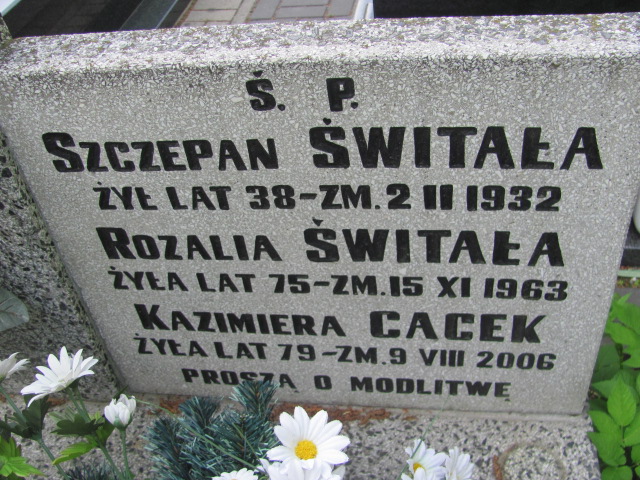 Ś. P.
SZCZEPAN ŚWITAŁA
ŻYŁ LAT 38-ZM. 2 II 1932
ROZALIA ŚWITAŁA
ŻYŁA LAT 75-ZM. 15 XI 1963
KAZIMIERA CACEK
ŻYŁA LAT 79-ZM. 9 VIII 2006
PROSZĄ O MODLITWĘ